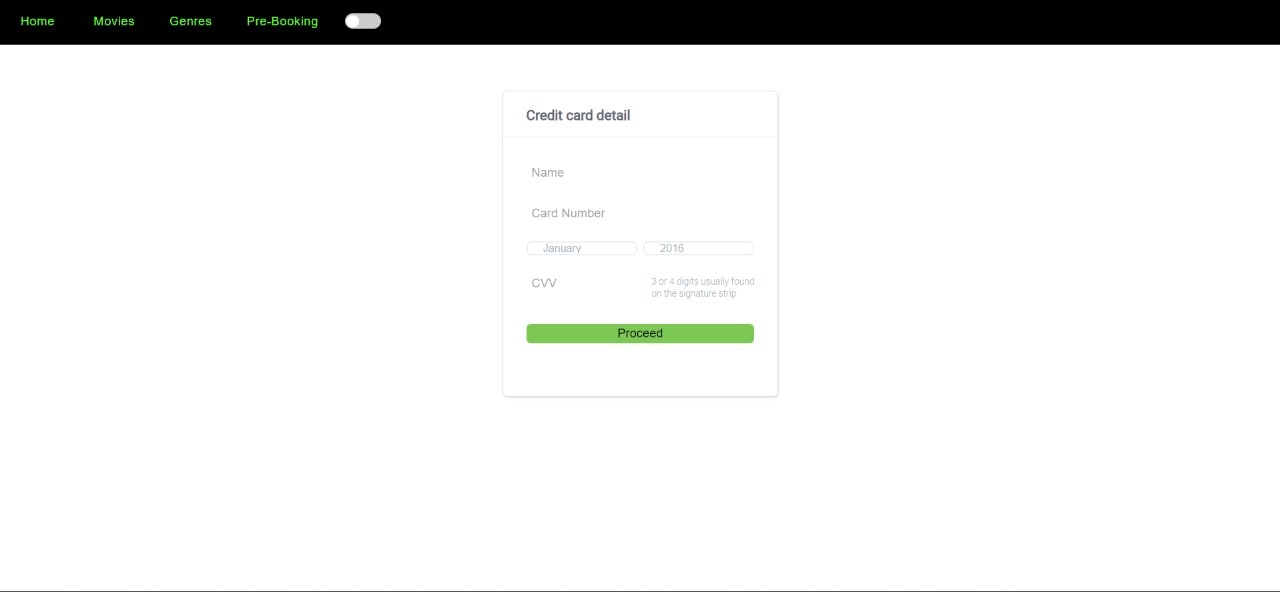 Home Movies Genres Pre-Booking
Credit card detail
Name
Card Number
January 2016
CVV 3 or 4 digits usually found
on the signature strip
Proceed